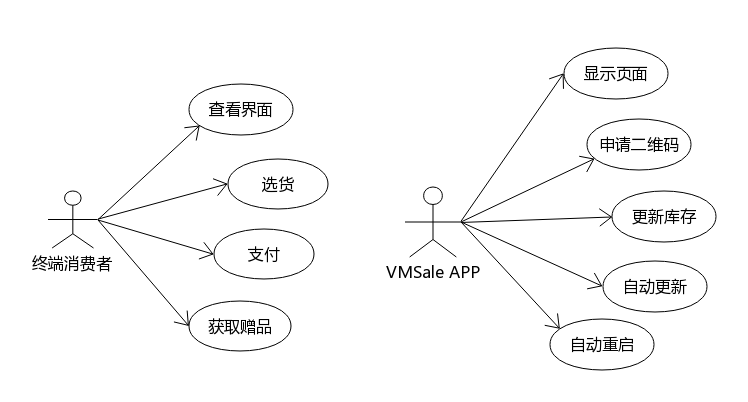 查看界面
选货
支付
获取赠品
终端消费者
显示页面
申请二维码
更新库存
自动更新
自动重启
VMSale APP